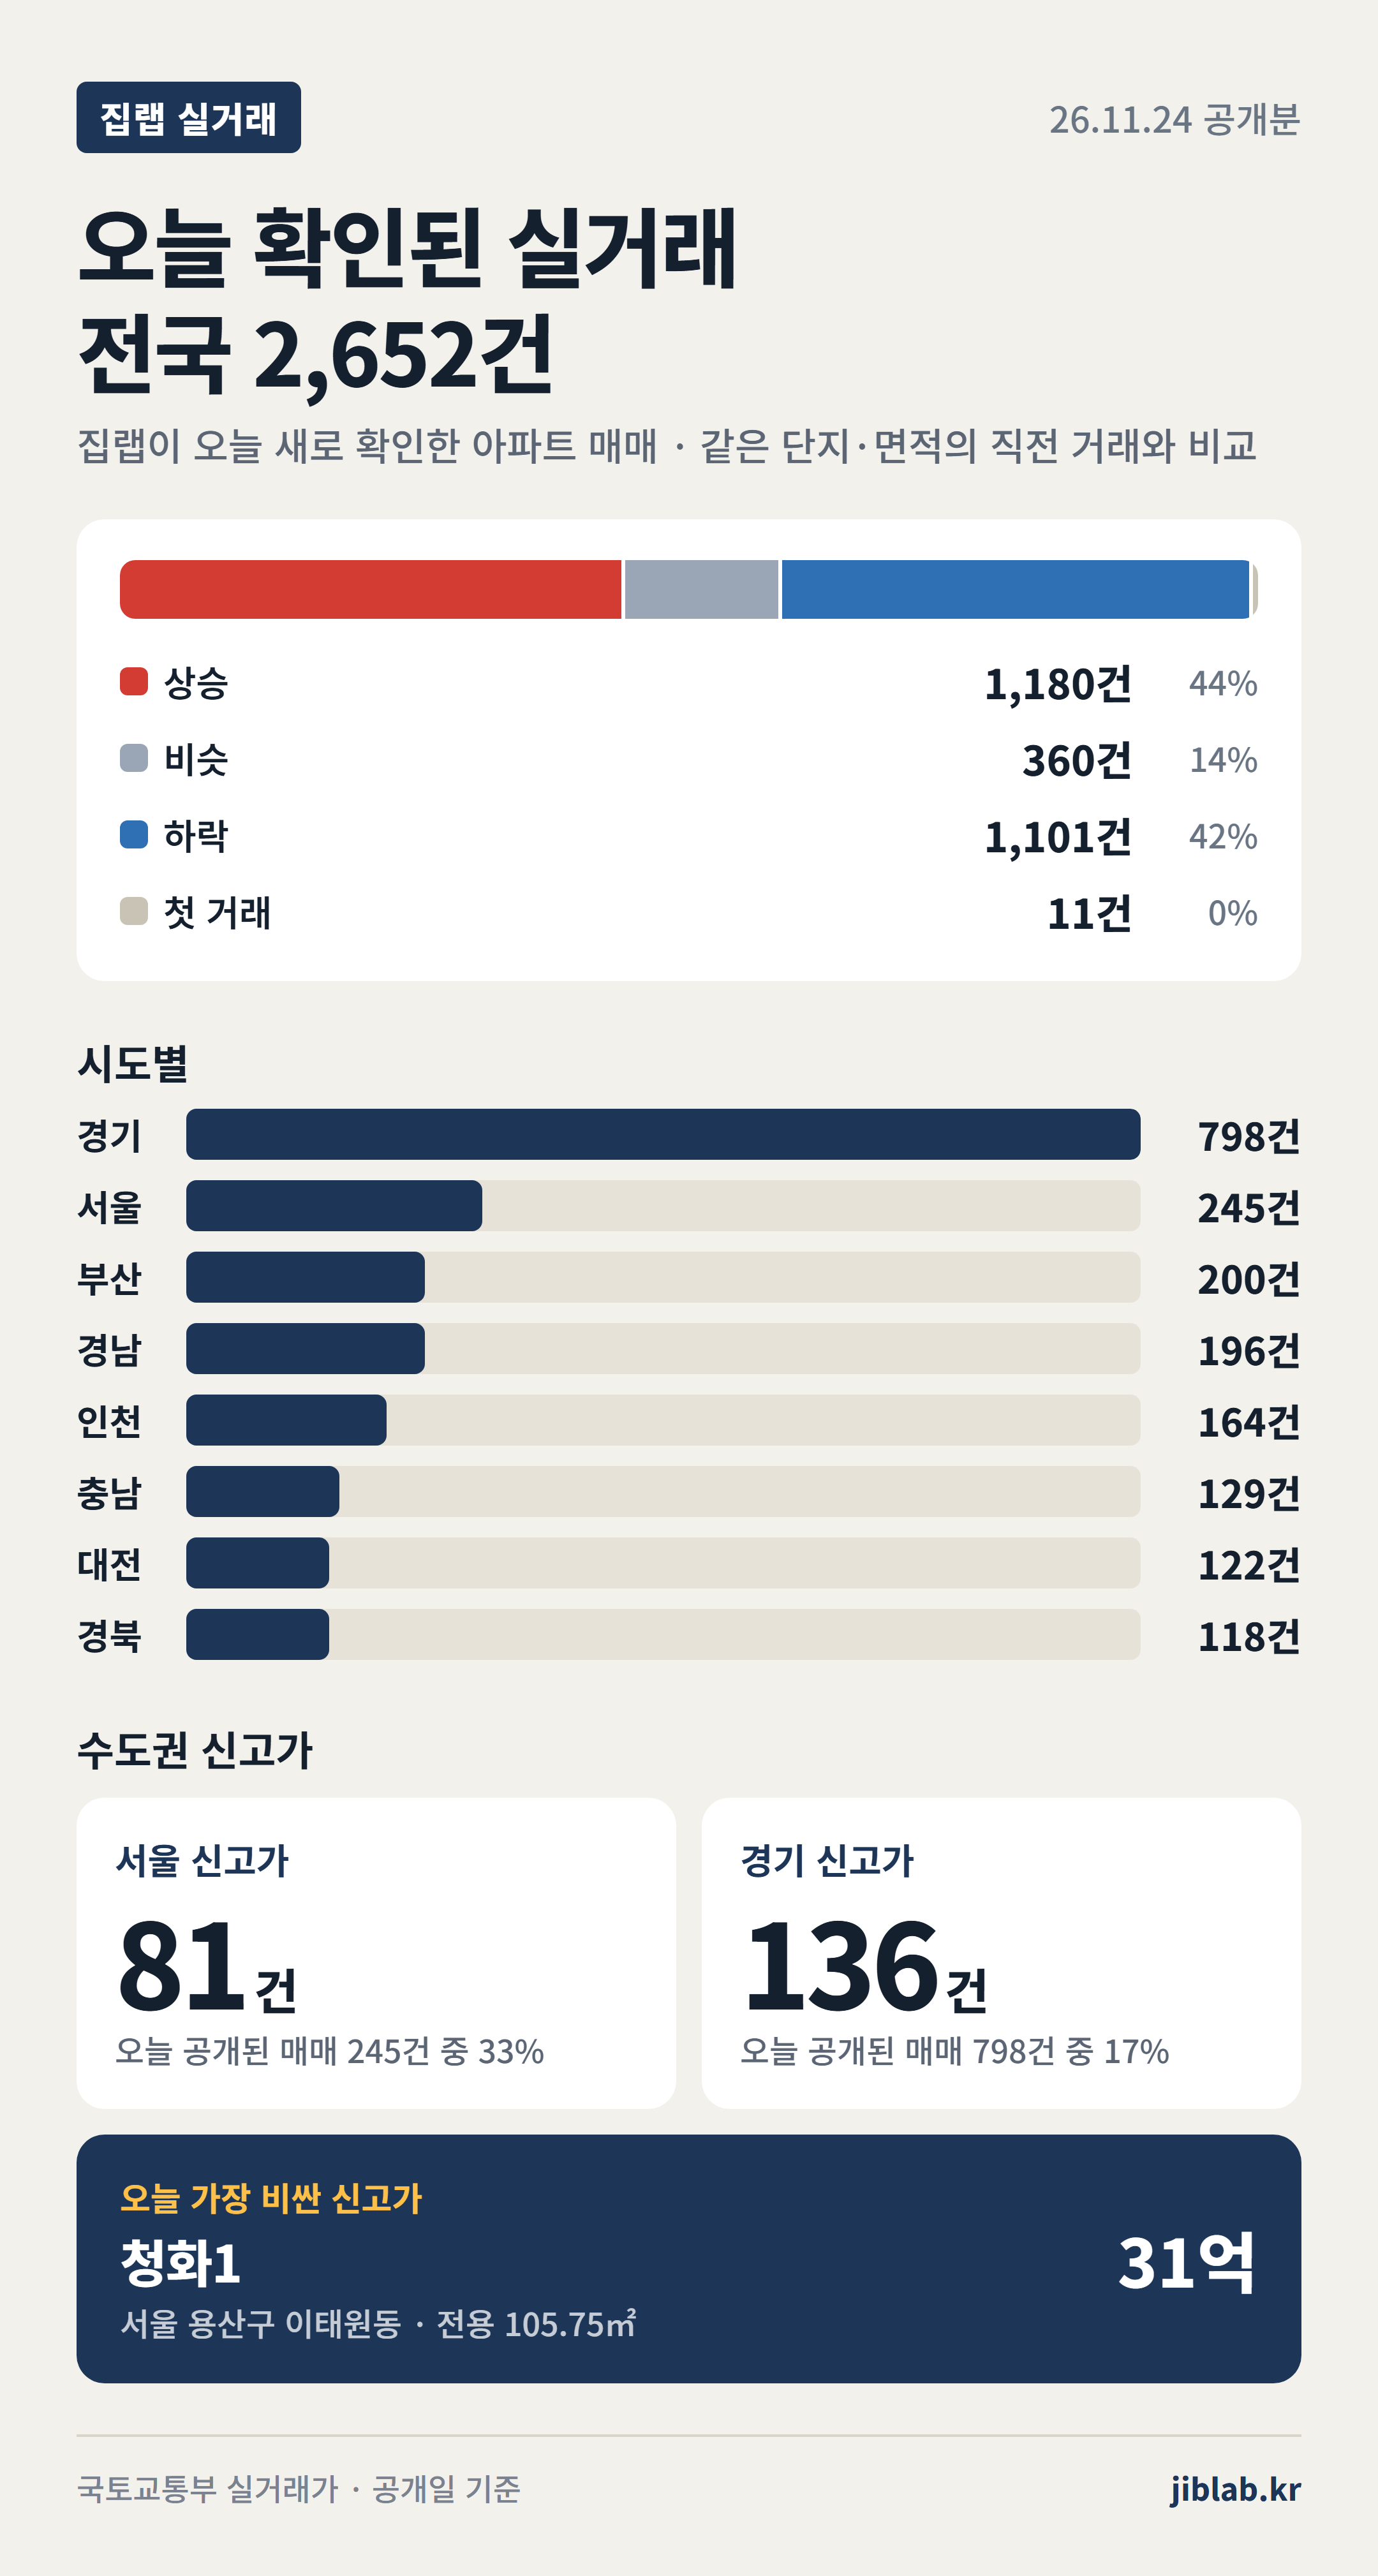 집랩 실거래
26.11.24 공개분
오늘 확인된 실거래
전국 2,652건
집랩이 오늘 새로 확인한 아파트 매매 · 같은 단지·면적의 직전 거래와 비교
상승 1,180건 44%
비슷 360건 14%
하락 1,101건 42%
첫 거래 11건 0%
시도별
경기 798건
서울 245건
부산 200건
경남 196건
인천 164건
충남 129건
대전 122건
경북 118건
수도권 신고가
서울 신고가
81건
오늘 공개된 매매 245건 중 33%
경기 신고가
136건
오늘 공개된 매매 798건 중 17%
오늘 가장 비싼 신고가
청화1
31억
서울 용산구 이태원동 · 전용 105.75㎡
국토교통부 실거래가 · 공개일 기준
jiblab.kr